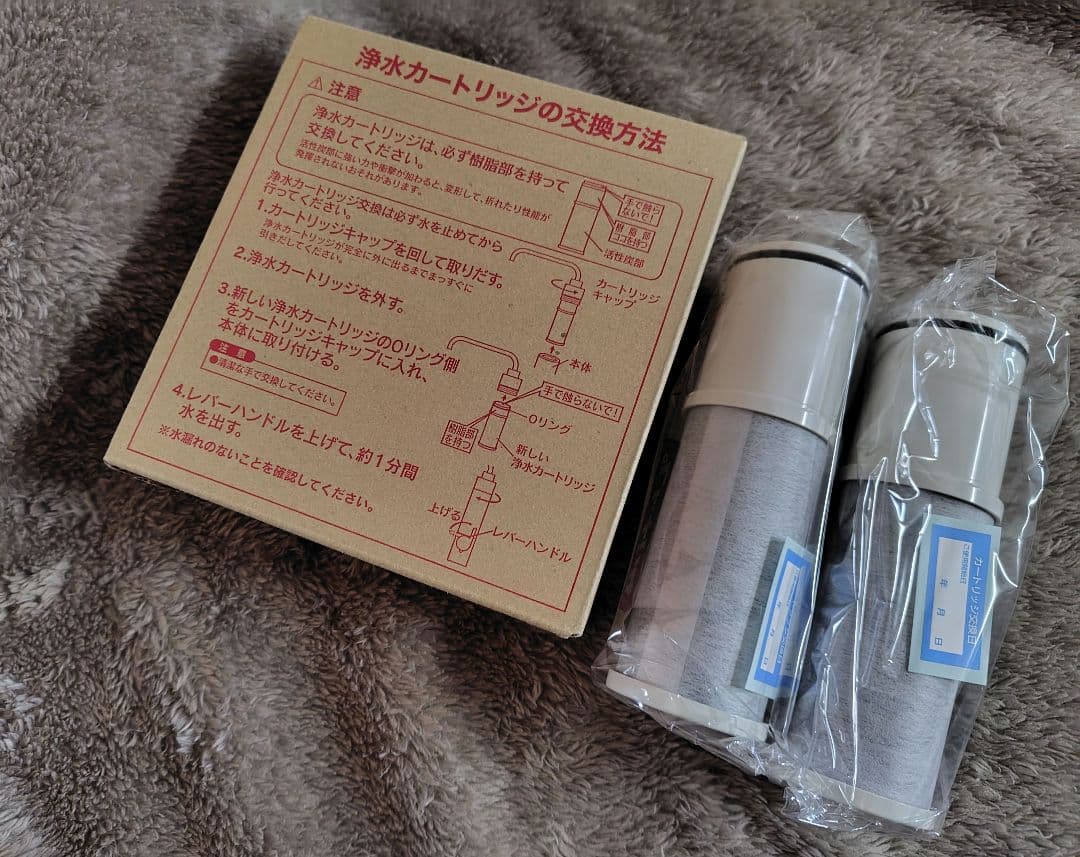 浄水カートリッジの交換方法
⚠注意
浄水カートリッジは、必ず樹脂部を持って
交換してください。
活性炭部に強い力や衝撃が加わると、変形して、折れたり性能が
発揮されないおそれがあります。
手で触ら
ないで！
樹脂部
ココを持つ
活性炭部
浄水カートリッジ交換は必ず水を止めてから
行ってください。
1.カートリッジキャップを回して取りだす。
浄水カートリッジが完全に外に出るまでまっすぐに
引きだしてください。
カートリッジ
キャップ
本体
2.浄水カートリッジを外す。
3.新しい浄水カートリッジのOリング側
をカートリッジキャップに入れ、
本体に取り付ける。
注意
●清潔な手で交換してください。
手で触らないで！
Oリング
樹脂部
を持つ
新しい
浄水カートリッジ
4.レバーハンドルを上げて、約1分間
水を出す。
※水漏れのないことを確認してください。
上げる
レバーハンドル
カートリッジ交換日
ご使用開始日
年 月 日